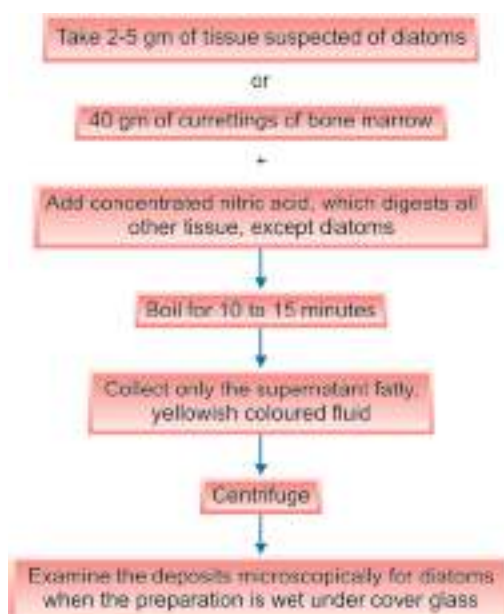 Take 2-5 gm of tissue suspected of diatoms
or
40 gm of currettings of bone marrow
+
Add concentrated nitric acid, which digests all
other tissue, except diatoms
Boil for 10 to 15 minutes
Collect only the supernatant fatty,
yellowish coloured fluid
Centrifuge
Examine the deposits microscopically for diatoms
when the preparation is wet under cover glass